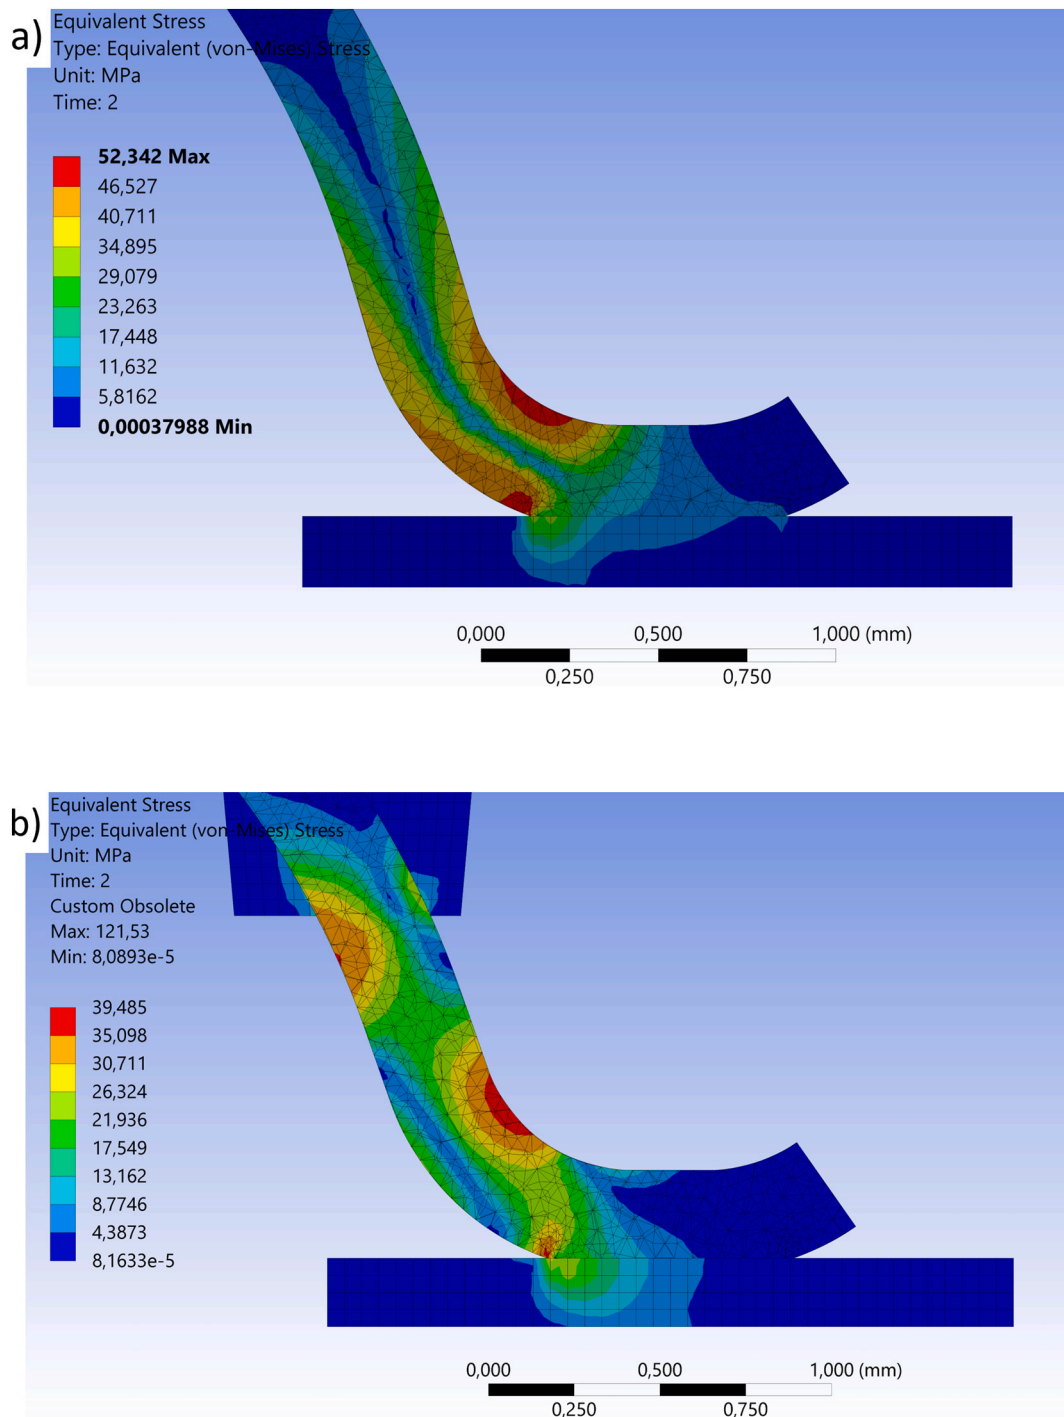 a)
Equivalent Stress
Type: Equivalent (von-Mises) Stress
Unit: MPa
Time: 2
52,342 Max
46,527
40,711
34,895
29,079
23,263
17,448
11,632
5,8162
0,00037988 Min
0,000 0,500 1,000 (mm)
0,250 0,750
b)
Equivalent Stress
Type: Equivalent (von-Mises) Stress
Unit: MPa
Time: 2
Custom Obsolete
Max: 121,53
Min: 8,0893e-5
39,485
35,098
30,711
26,324
21,936
17,549
13,162
8,7746
4,3873
8,1633e-5
0,000 0,500 1,000 (mm)
0,250 0,750